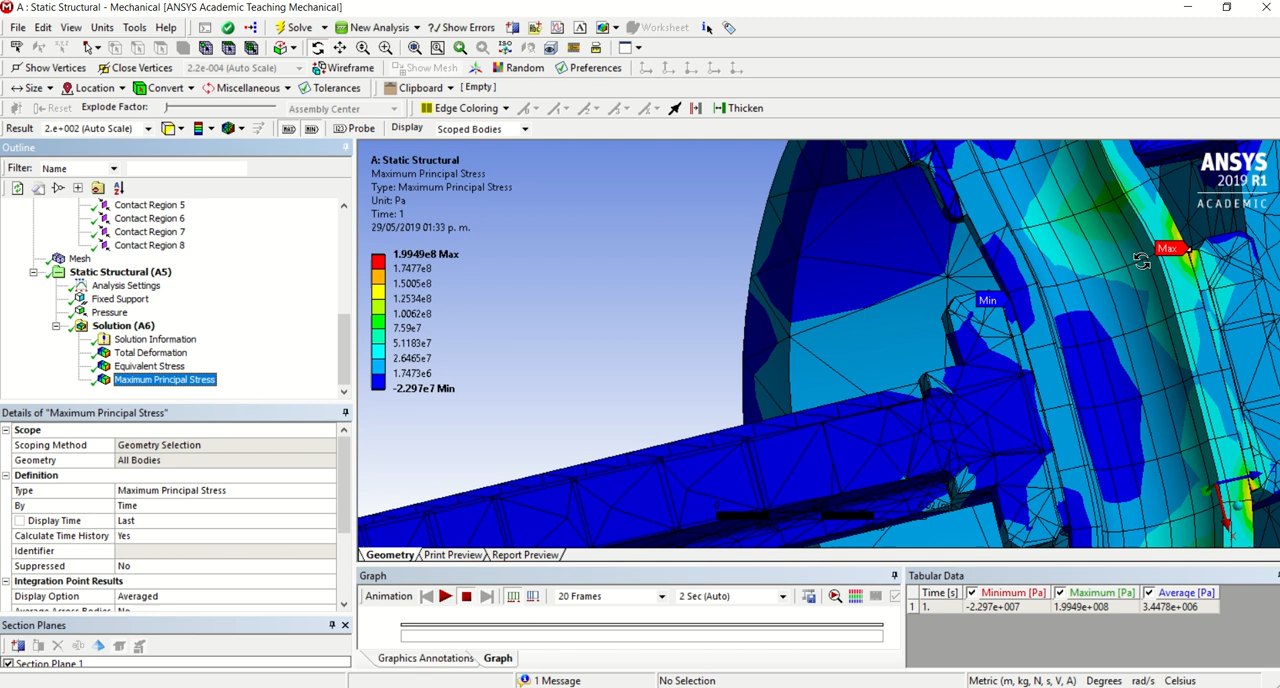 A : Static Structural - Mechanical [ANSYS Academic Teaching Mechanical]
File Edit View Units Tools Help Solve New Analysis ?/ Show Errors Worksheet
Show Vertices Close Vertices 2.2e-004 (Auto Scale) Wireframe Show Mesh Random Preferences
Size Location Convert Miscellaneous Tolerances Clipboard [ Empty ]
Reset Explode Factor: Assembly Center Edge Coloring Thicken
Result 2.e+002 (Auto Scale) Probe Display Scoped Bodies
Outline
Filter: Name
Contact Region 5
Contact Region 6
Contact Region 7
Contact Region 8
Mesh
Static Structural (A5)
Analysis Settings
Fixed Support
Pressure
Solution (A6)
Solution Information
Total Deformation
Equivalent Stress
Maximum Principal Stress
Details of "Maximum Principal Stress"
Scope
Scoping Method Geometry Selection
Geometry All Bodies
Definition
Type Maximum Principal Stress
By Time
Display Time Last
Calculate Time History Yes
Identifier
Suppressed No
Integration Point Results
Display Option Averaged
Average Across Bodies No
Section Planes
Section Plane 1
A: Static Structural
Maximum Principal Stress
Type: Maximum Principal Stress
Unit: Pa
Time: 1
29/05/2019 01:33 p. m.
1.9949e8 Max
1.7477e8
1.5005e8
1.2534e8
1.0062e8
7.59e7
5.1183e7
2.6465e7
1.7473e6
-2.297e7 Min
ANSYS
2019 R1
ACADEMIC
Max
Min
X
Geometry Print Preview Report Preview
Graph
Animation 20 Frames 2 Sec (Auto)
Graphics Annotations Graph
Tabular Data
Time [s] Minimum [Pa] Maximum [Pa] Average [Pa]
1 1. -2.297e+007 1.9949e+008 3.4478e+006
1 Message No Selection Metric (m, kg, N, s, V, A) Degrees rad/s Celsius